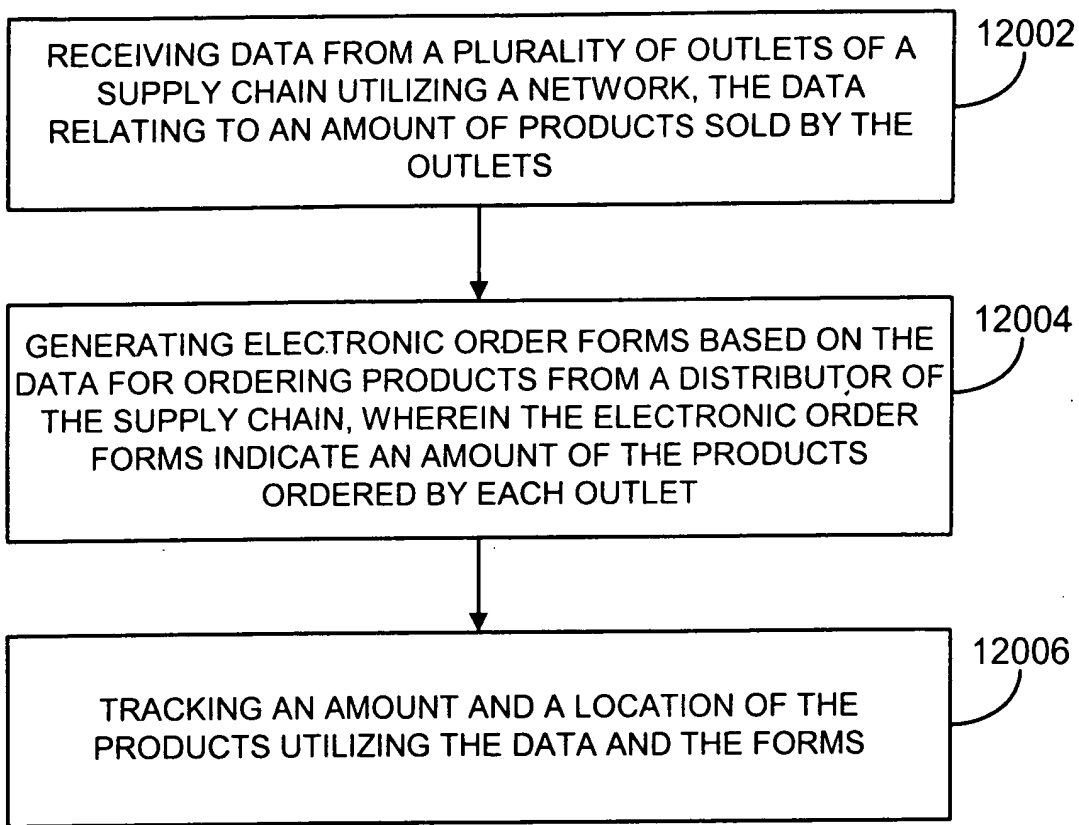 12002
RECEIVING DATA FROM A PLURALITY OF OUTLETS OF A
SUPPLY CHAIN UTILIZING A NETWORK, THE DATA
RELATING TO AN AMOUNT OF PRODUCTS SOLD BY THE
OUTLETS
12004
GENERATING ELECTRONIC ORDER FORMS BASED ON THE
DATA FOR ORDERING PRODUCTS FROM A DISTRIBUTOR OF
THE SUPPLY CHAIN, WHEREIN THE ELECTRONIC ORDER
FORMS INDICATE AN AMOUNT OF THE PRODUCTS
ORDERED BY EACH OUTLET
12006
TRACKING AN AMOUNT AND A LOCATION OF THE
PRODUCTS UTILIZING THE DATA AND THE FORMS